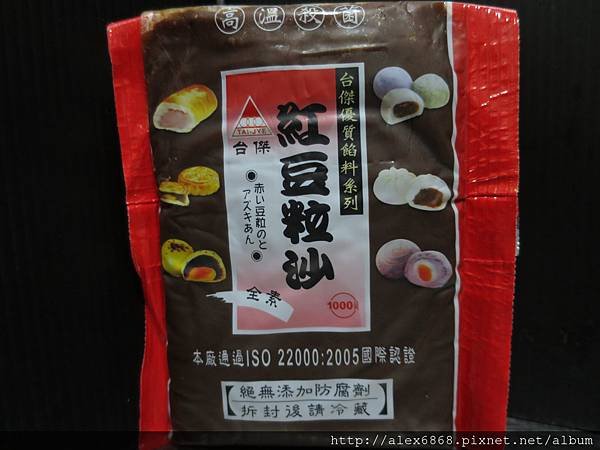 高溫殺菌
台傑優質餡料系列
TAI-JYE
台傑
紅豆粒沙
●赤い豆粒のと
アズキあん●
全素
1000
本廠通過ISO 22000:2005國際認證
絕無添加防腐劑
拆封後請冷藏
http://alex6868.pixnet.net/album